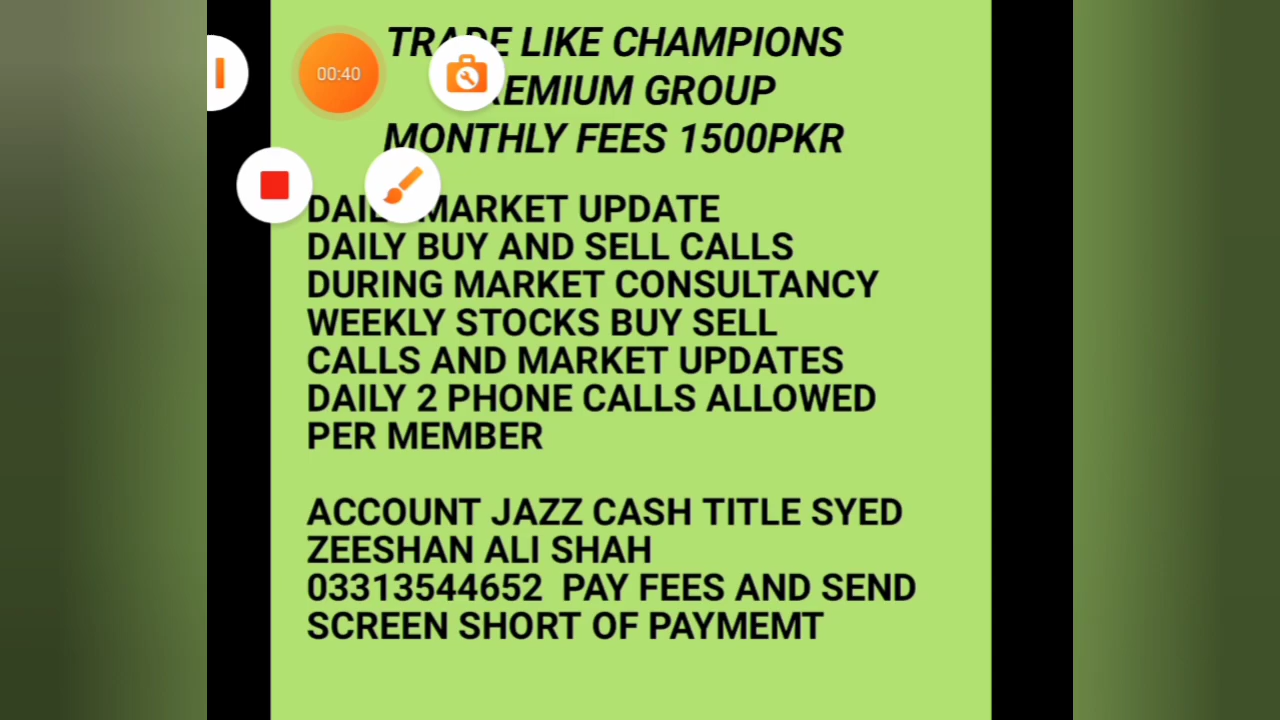 TRADE LIKE CHAMPIONS
PREMIUM GROUP
MONTHLY FEES 1500PKR
00:40
DAILY MARKET UPDATE
DAILY BUY AND SELL CALLS
DURING MARKET CONSULTANCY
WEEKLY STOCKS BUY SELL
CALLS AND MARKET UPDATES
DAILY 2 PHONE CALLS ALLOWED
PER MEMBER
ACCOUNT JAZZ CASH TITLE SYED
ZEESHAN ALI SHAH
03313544652 PAY FEES AND SEND
SCREEN SHORT OF PAYMEMT